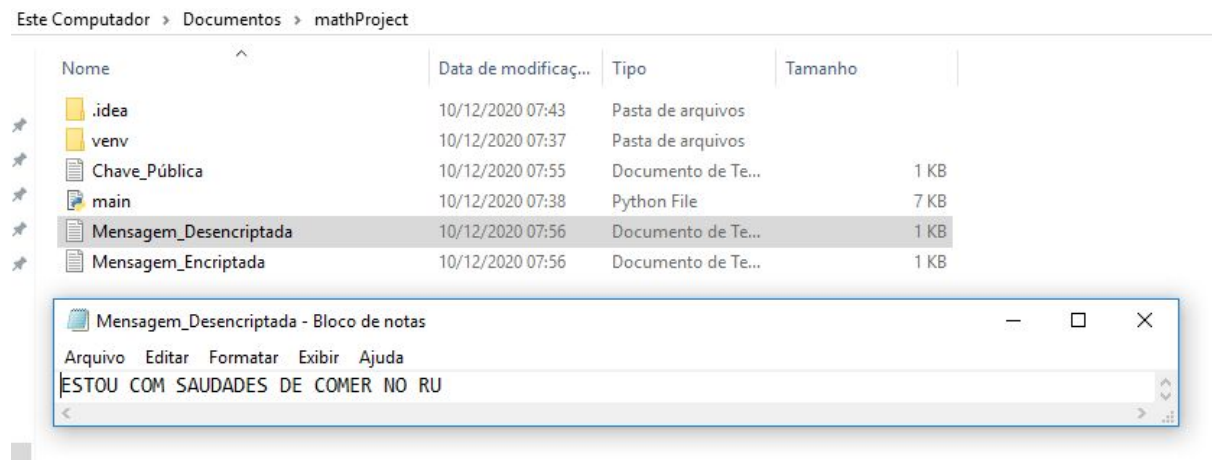 Este Computador > Documentos > mathProject
Nome Data de modificaç... Tipo Tamanho
.idea 10/12/2020 07:43 Pasta de arquivos
venv 10/12/2020 07:37 Pasta de arquivos
Chave_Pública 10/12/2020 07:55 Documento de Te... 1 KB
main 10/12/2020 07:38 Python File 7 KB
Mensagem_Desencriptada 10/12/2020 07:56 Documento de Te... 1 KB
Mensagem_Encriptada 10/12/2020 07:56 Documento de Te... 1 KB
Mensagem_Desencriptada - Bloco de notas
Arquivo Editar Formatar Exibir Ajuda
ESTOU COM SAUDADES DE COMER NO RU